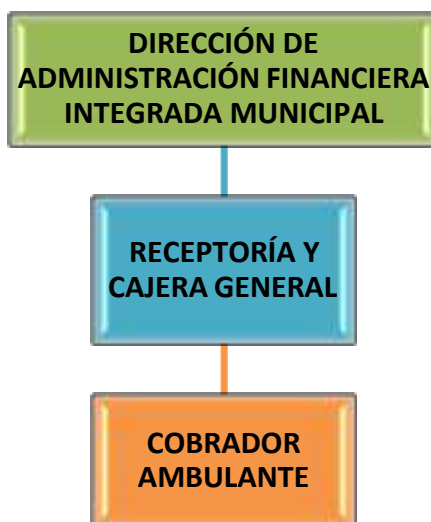 DIRECCIÓN DE
ADMINISTRACIÓN FINANCIERA
INTEGRADA MUNICIPAL
RECEPTORÍA Y
CAJERA GENERAL
COBRADOR
AMBULANTE